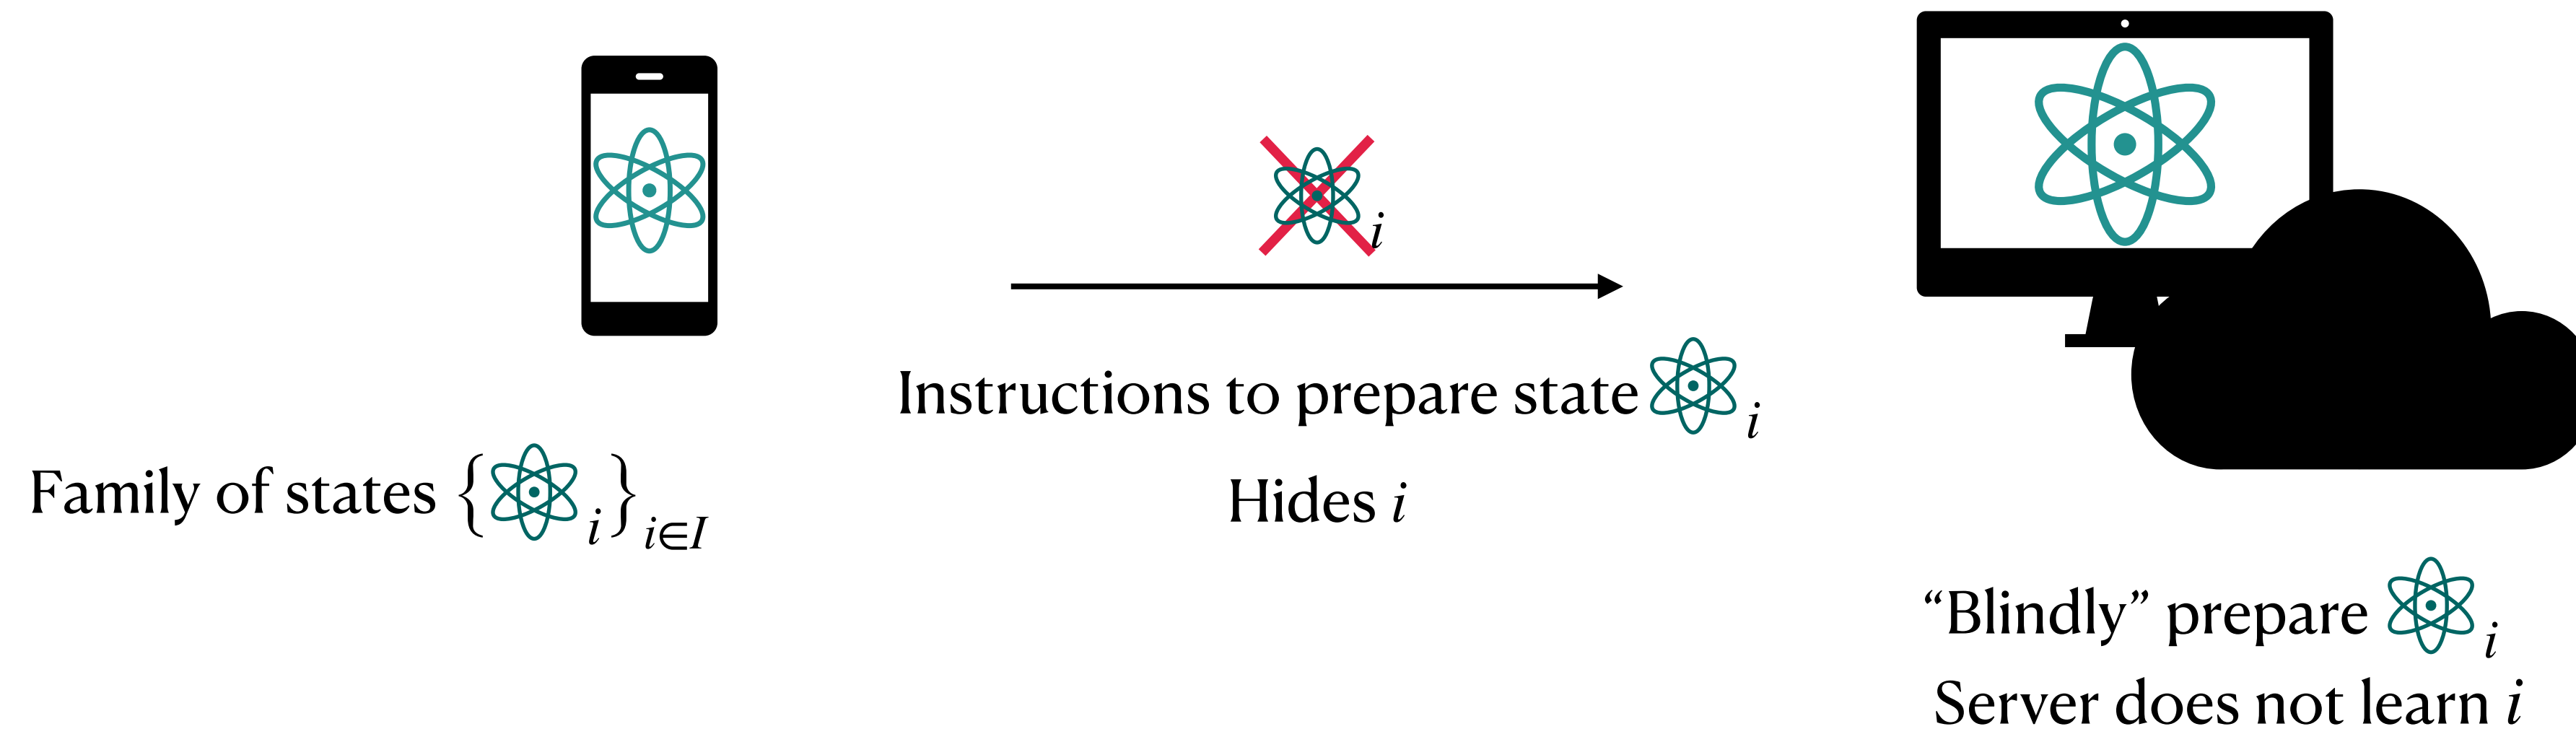 Family of states { i } i∈I
i
Instructions to prepare state i
Hides i
“Blindly” prepare i
Server does not learn i